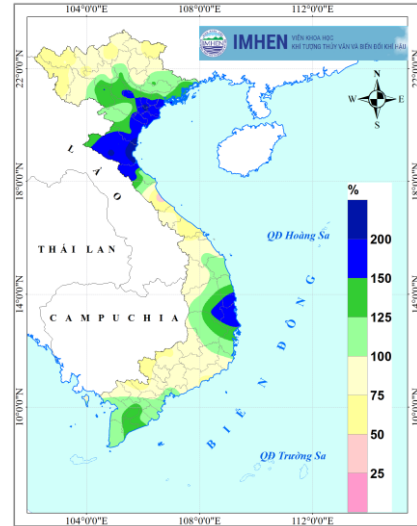 104°0'0"E 108°0'0"E 112°0'0"E
IMHEN
VIỆN KHOA HỌC
KHÍ TƯỢNG THỦY VĂN VÀ BIẾN ĐỔI KHÍ HẬU
22°0'0"N
18°0'0"N
14°0'0"N
10°0'0"N
N
W E
S
LÀO
THÁI LAN
CAMPUCHIA
QĐ Hoàng Sa
BIỂN ĐÔNG
QĐ Trường Sa
%
200
150
125
100
75
50
25
104°0'0"E 108°0'0"E 112°0'0"E